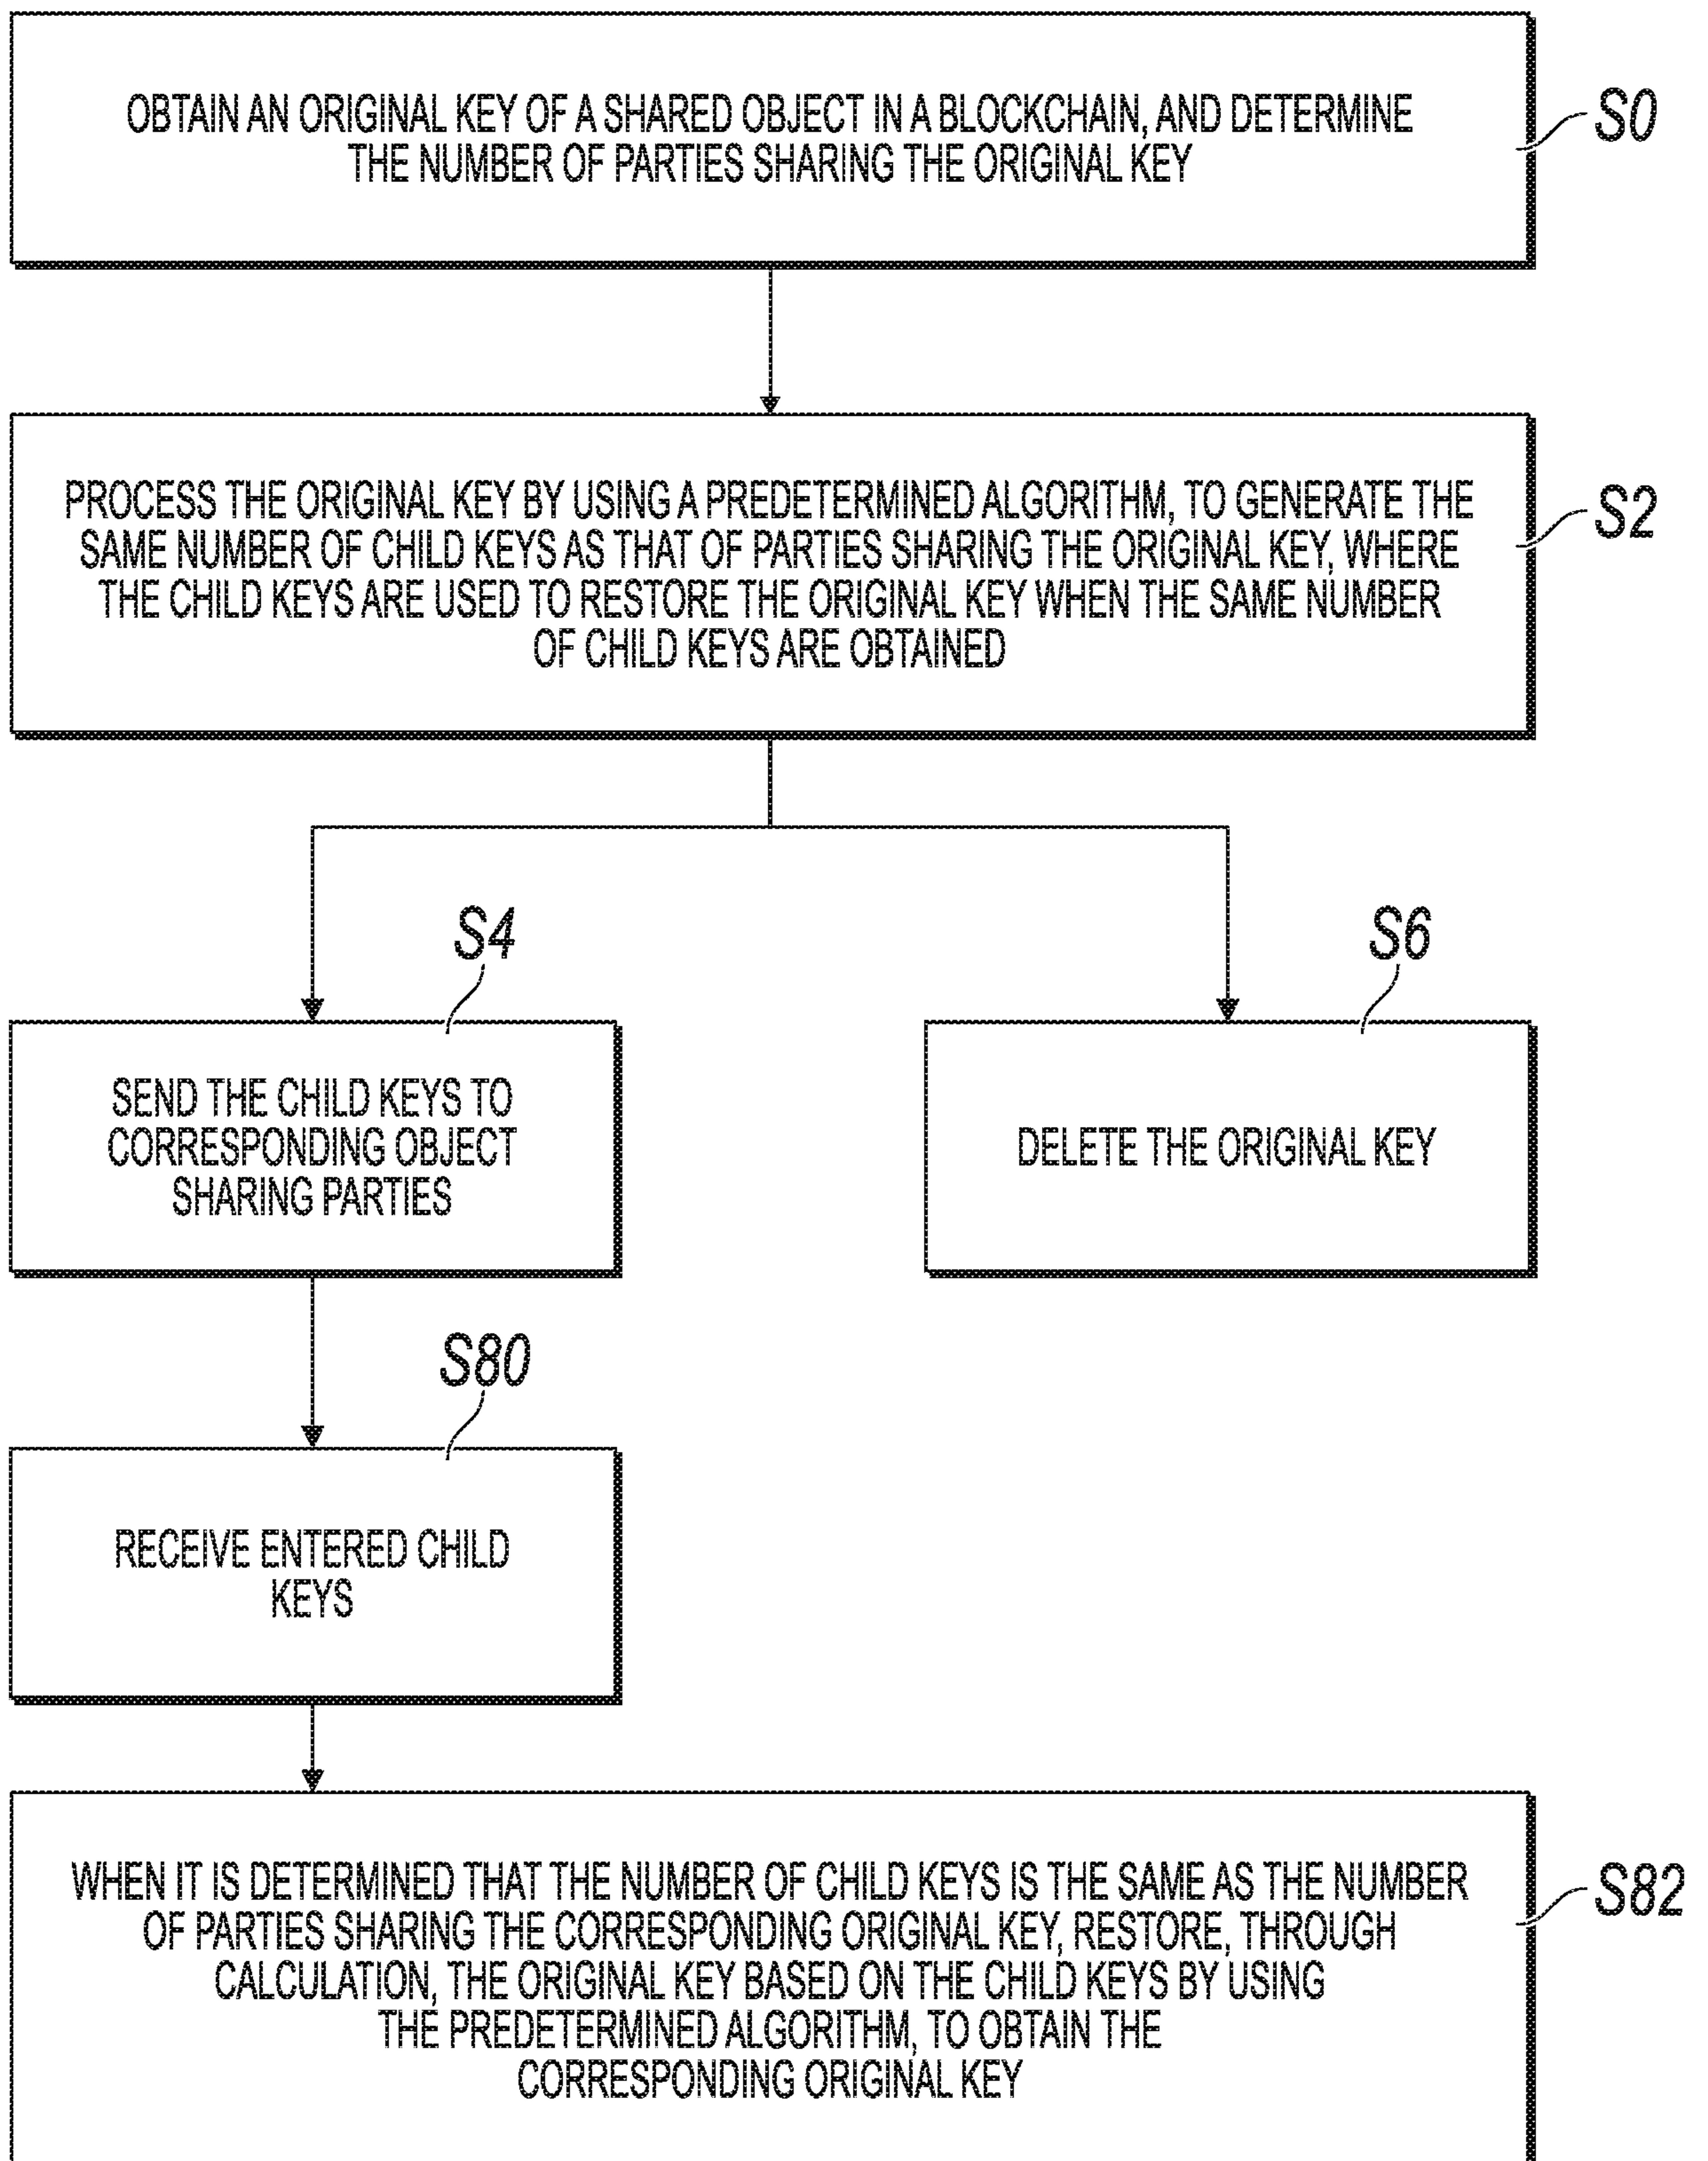 OBTAIN AN ORIGINAL KEY OF A SHARED OBJECT IN A BLOCKCHAIN, AND DETERMINE
THE NUMBER OF PARTIES SHARING THE ORIGINAL KEY
S0
PROCESS THE ORIGINAL KEY BY USING A PREDETERMINED ALGORITHM, TO GENERATE THE
SAME NUMBER OF CHILD KEYS AS THAT OF PARTIES SHARING THE ORIGINAL KEY, WHERE
THE CHILD KEYS ARE USED TO RESTORE THE ORIGINAL KEY WHEN THE SAME NUMBER
OF CHILD KEYS ARE OBTAINED
S2
S4
SEND THE CHILD KEYS TO
CORRESPONDING OBJECT
SHARING PARTIES
S6
DELETE THE ORIGINAL KEY
S80
RECEIVE ENTERED CHILD
KEYS
WHEN IT IS DETERMINED THAT THE NUMBER OF CHILD KEYS IS THE SAME AS THE NUMBER
OF PARTIES SHARING THE CORRESPONDING ORIGINAL KEY, RESTORE, THROUGH
CALCULATION, THE ORIGINAL KEY BASED ON THE CHILD KEYS BY USING
THE PREDETERMINED ALGORITHM, TO OBTAIN THE
CORRESPONDING ORIGINAL KEY
S82